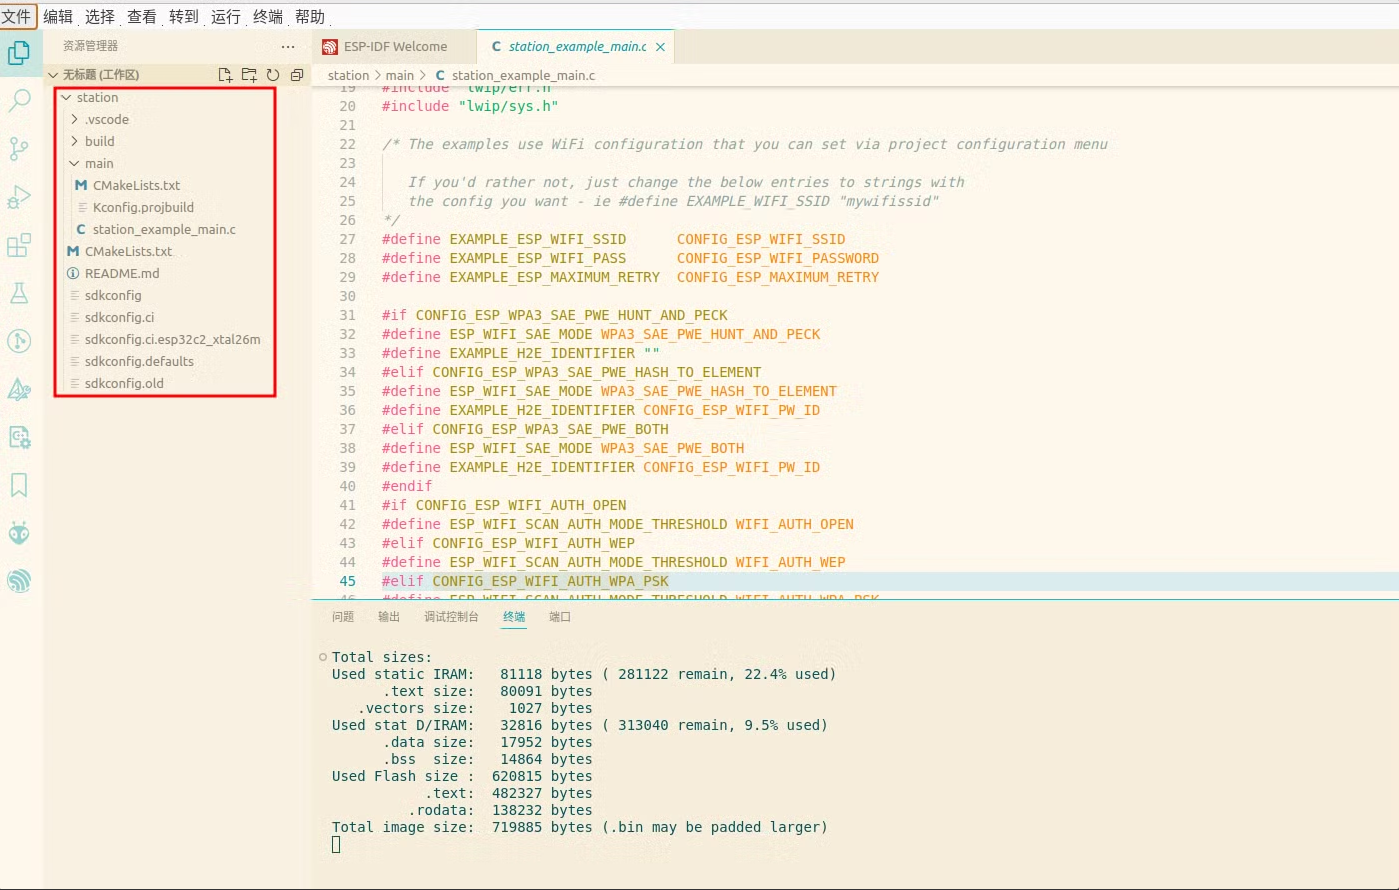 文件 编辑 选择 查看 转到 运行 终端 帮助
资源管理器 ...
无标题 (工作区)
station
.vscode
build
main
CMakeLists.txt
Kconfig.projbuild
station_example_main.c
CMakeLists.txt
README.md
sdkconfig
sdkconfig.ci
sdkconfig.ci.esp32c2_xtal26m
sdkconfig.defaults
sdkconfig.old
ESP-IDF Welcome
C station_example_main.c ×
station > main > C station_example_main.c
19 #include "lwip/err.h"
20 #include "lwip/sys.h"
21
22 /* The examples use WiFi configuration that you can set via project configuration menu
23
24 If you'd rather not, just change the below entries to strings with
25 the config you want - ie #define EXAMPLE_WIFI_SSID "mywifissid"
26 */
27 #define EXAMPLE_ESP_WIFI_SSID CONFIG_ESP_WIFI_SSID
28 #define EXAMPLE_ESP_WIFI_PASS CONFIG_ESP_WIFI_PASSWORD
29 #define EXAMPLE_ESP_MAXIMUM_RETRY CONFIG_ESP_MAXIMUM_RETRY
30
31 #if CONFIG_ESP_WPA3_SAE_PWE_HUNT_AND_PECK
32 #define ESP_WIFI_SAE_MODE WPA3_SAE_PWE_HUNT_AND_PECK
33 #define EXAMPLE_H2E_IDENTIFIER ""
34 #elif CONFIG_ESP_WPA3_SAE_PWE_HASH_TO_ELEMENT
35 #define ESP_WIFI_SAE_MODE WPA3_SAE_PWE_HASH_TO_ELEMENT
36 #define EXAMPLE_H2E_IDENTIFIER CONFIG_ESP_WIFI_PW_ID
37 #elif CONFIG_ESP_WPA3_SAE_PWE_BOTH
38 #define ESP_WIFI_SAE_MODE WPA3_SAE_PWE_BOTH
39 #define EXAMPLE_H2E_IDENTIFIER CONFIG_ESP_WIFI_PW_ID
40 #endif
41 #if CONFIG_ESP_WIFI_AUTH_OPEN
42 #define ESP_WIFI_SCAN_AUTH_MODE_THRESHOLD WIFI_AUTH_OPEN
43 #elif CONFIG_ESP_WIFI_AUTH_WEP
44 #define ESP_WIFI_SCAN_AUTH_MODE_THRESHOLD WIFI_AUTH_WEP
45 #elif CONFIG_ESP_WIFI_AUTH_WPA_PSK
46 #define ESP_WIFI_SCAN_AUTH_MODE_THRESHOLD WIFI_AUTH_WPA_PSK
问题 输出 调试控制台 终端 端口
Total sizes:
Used static IRAM: 81118 bytes ( 281122 remain, 22.4% used)
.text size: 80091 bytes
.vectors size: 1027 bytes
Used stat D/IRAM: 32816 bytes ( 313040 remain, 9.5% used)
.data size: 17952 bytes
.bss size: 14864 bytes
Used Flash size : 620815 bytes
.text: 482327 bytes
.rodata: 138232 bytes
Total image size: 719885 bytes (.bin may be padded larger)